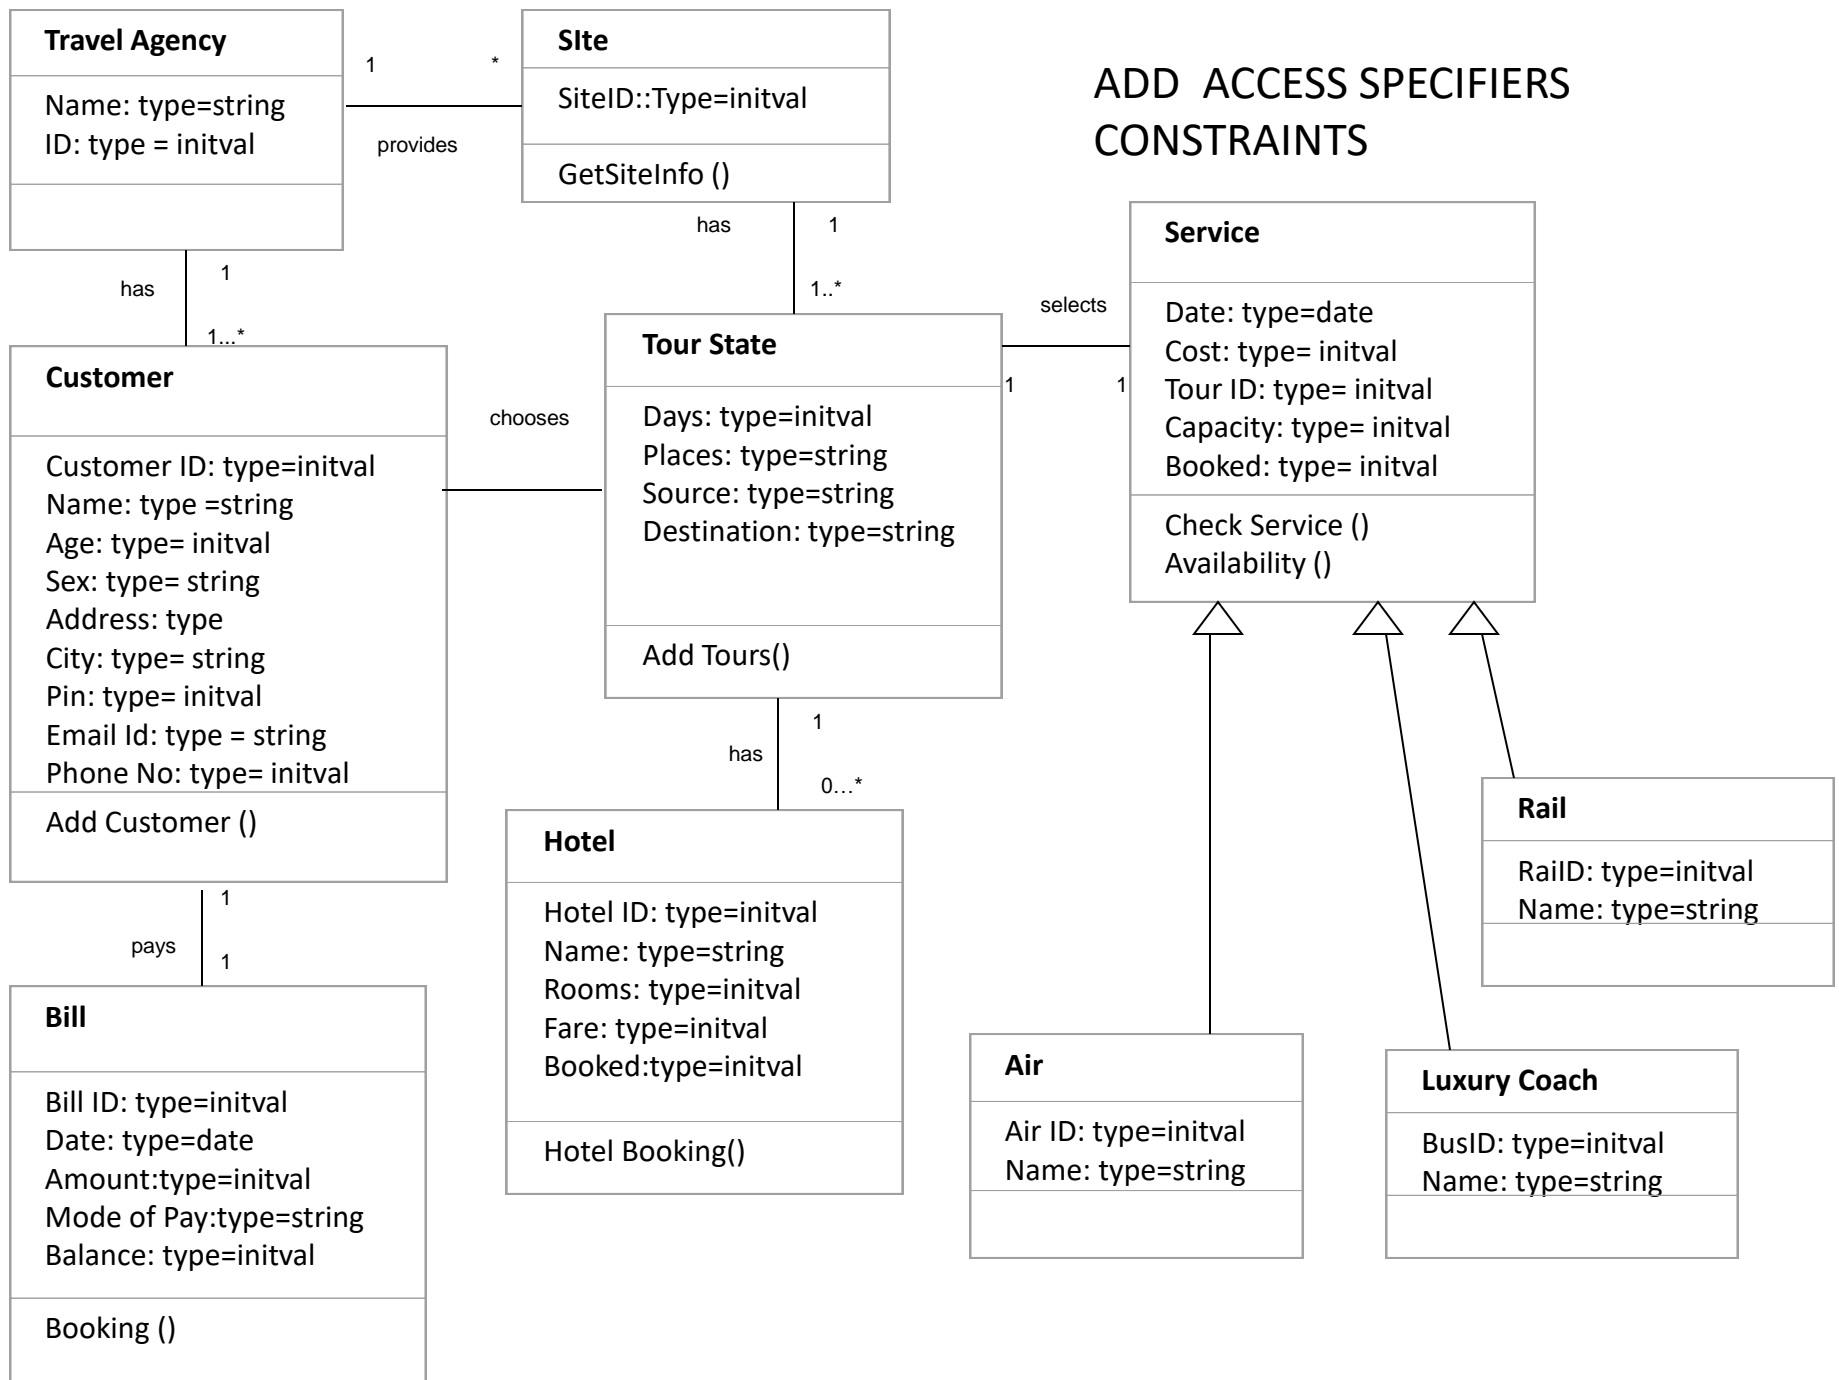 Travel Agency
Name: type=string
ID: type = initval
1
*
provides
SIte
SiteID::Type=initval
GetSiteInfo ()
ADD ACCESS SPECIFIERS
CONSTRAINTS
has
1
1...*
has
1
1..*
Customer
Customer ID: type=initval
Name: type =string
Age: type= initval
Sex: type= string
Address: type
City: type= string
Pin: type= initval
Email Id: type = string
Phone No: type= initval
Add Customer ()
chooses
Tour State
Days: type=initval
Places: type=string
Source: type=string
Destination: type=string
Add Tours()
selects
1
1
Service
Date: type=date
Cost: type= initval
Tour ID: type= initval
Capacity: type= initval
Booked: type= initval
Check Service ()
Availability ()
1
has
0...*
1
pays
1
Bill
Bill ID: type=initval
Date: type=date
Amount:type=initval
Mode of Pay:type=string
Balance: type=initval
Booking ()
Hotel
Hotel ID: type=initval
Name: type=string
Rooms: type=initval
Fare: type=initval
Booked:type=initval
Hotel Booking()
Air
Air ID: type=initval
Name: type=string
Luxury Coach
BusID: type=initval
Name: type=string
Rail
RailD: type=initval
Name: type=string